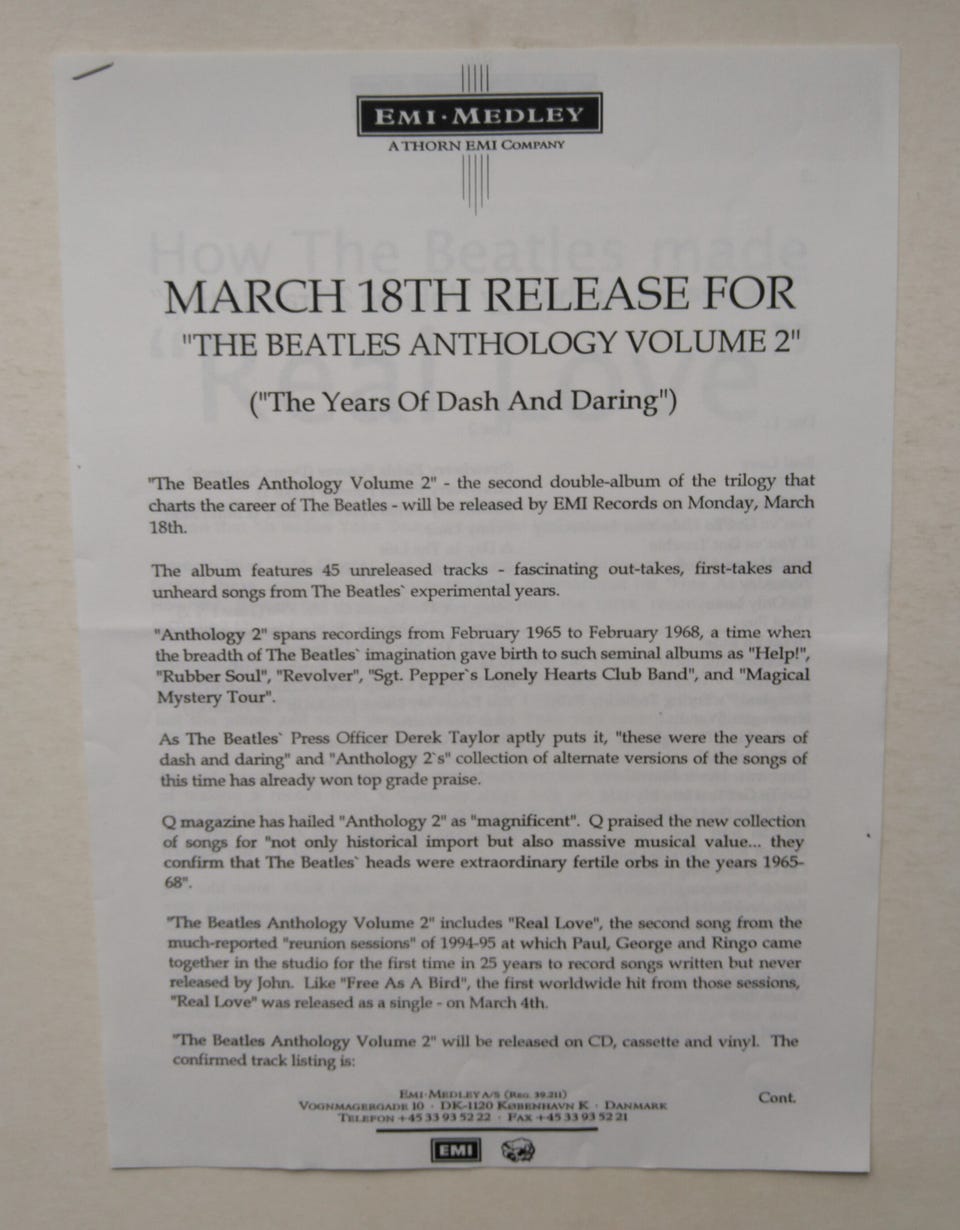 EMI·MEDLEY
A THORN EMI COMPANY
How The Beatles made
MARCH 18TH RELEASE FOR
"THE BEATLES ANTHOLOGY VOLUME 2"
"Real Love"
("The Years Of Dash And Daring")
"The Beatles Anthology Volume 2" - the second double-album of the trilogy that
charts the career of The Beatles - will be released by EMI Records on Monday, March
18th.
The album features 45 unreleased tracks - fascinating out-takes, first-takes and
unheard songs from The Beatles` experimental years.
"Anthology 2" spans recordings from February 1965 to February 1968, a time when
the breadth of The Beatles` imagination gave birth to such seminal albums as "Help!",
"Rubber Soul", "Revolver", "Sgt. Pepper`s Lonely Hearts Club Band", and "Magical
Mystery Tour".
As The Beatles` Press Officer Derek Taylor aptly puts it, "these were the years of
dash and daring" and "Anthology 2`s" collection of alternate versions of the songs of
this time has already won top grade praise.
Q magazine has hailed "Anthology 2" as "magnificent". Q praised the new collection
of songs for "not only historical import but also massive musical value... they
confirm that The Beatles` heads were extraordinary fertile orbs in the years 1965-
68".
"The Beatles Anthology Volume 2" includes "Real Love", the second song from the
much-reported "reunion sessions" of 1994-95 at which Paul, George and Ringo came
together in the studio for the first time in 25 years to record songs written but never
released by John. Like "Free As A Bird", the first worldwide hit from those sessions,
"Real Love" was released as a single - on March 4th.
"The Beatles Anthology Volume 2" will be released on CD, cassette and vinyl. The
confirmed track listing is:
Cont.
EMI·MEDLEY A/S (REG. 39.211)
VOGNMAGERGADE 10 · DK-1120 KØBENHAVN K · DANMARK
TELEFON +45 33 93 52 22 · FAX +45 33 93 52 21
EMI